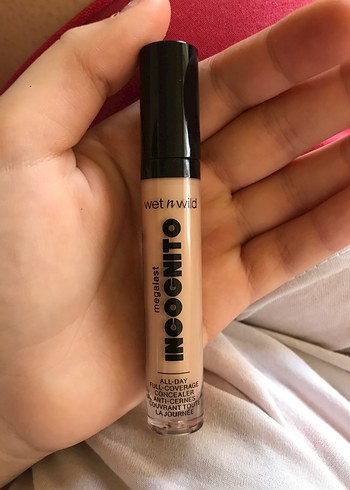 wet n wild
megalast
INCOGNITO
ALL-DAY
FULL-COVERAGE
CONCEALER
ANTI-CERNES
COUVRANT TOUTE
LA JOURNÉE